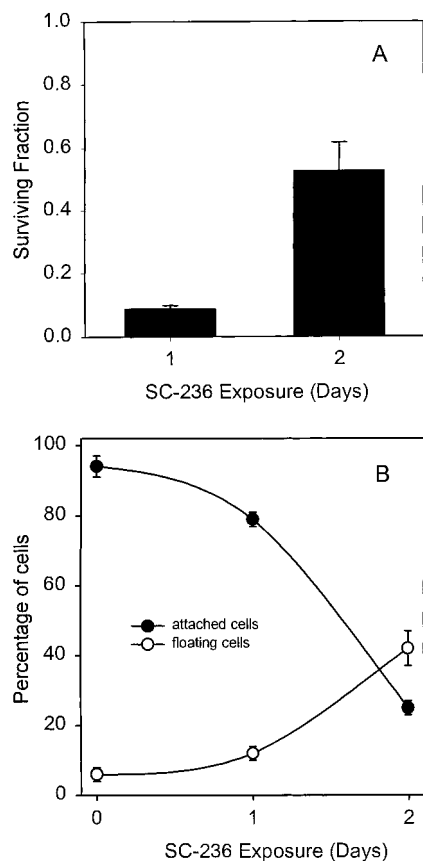 1.0
A
0.8
0.6
0.4
0.2
0.0
Surviving Fraction
1
2
SC-236 Exposure (Days)
100
B
80
60
40
20
0
Percentage of cells
attached cells
floating cells
0
1
2
SC-236 Exposure (Days)